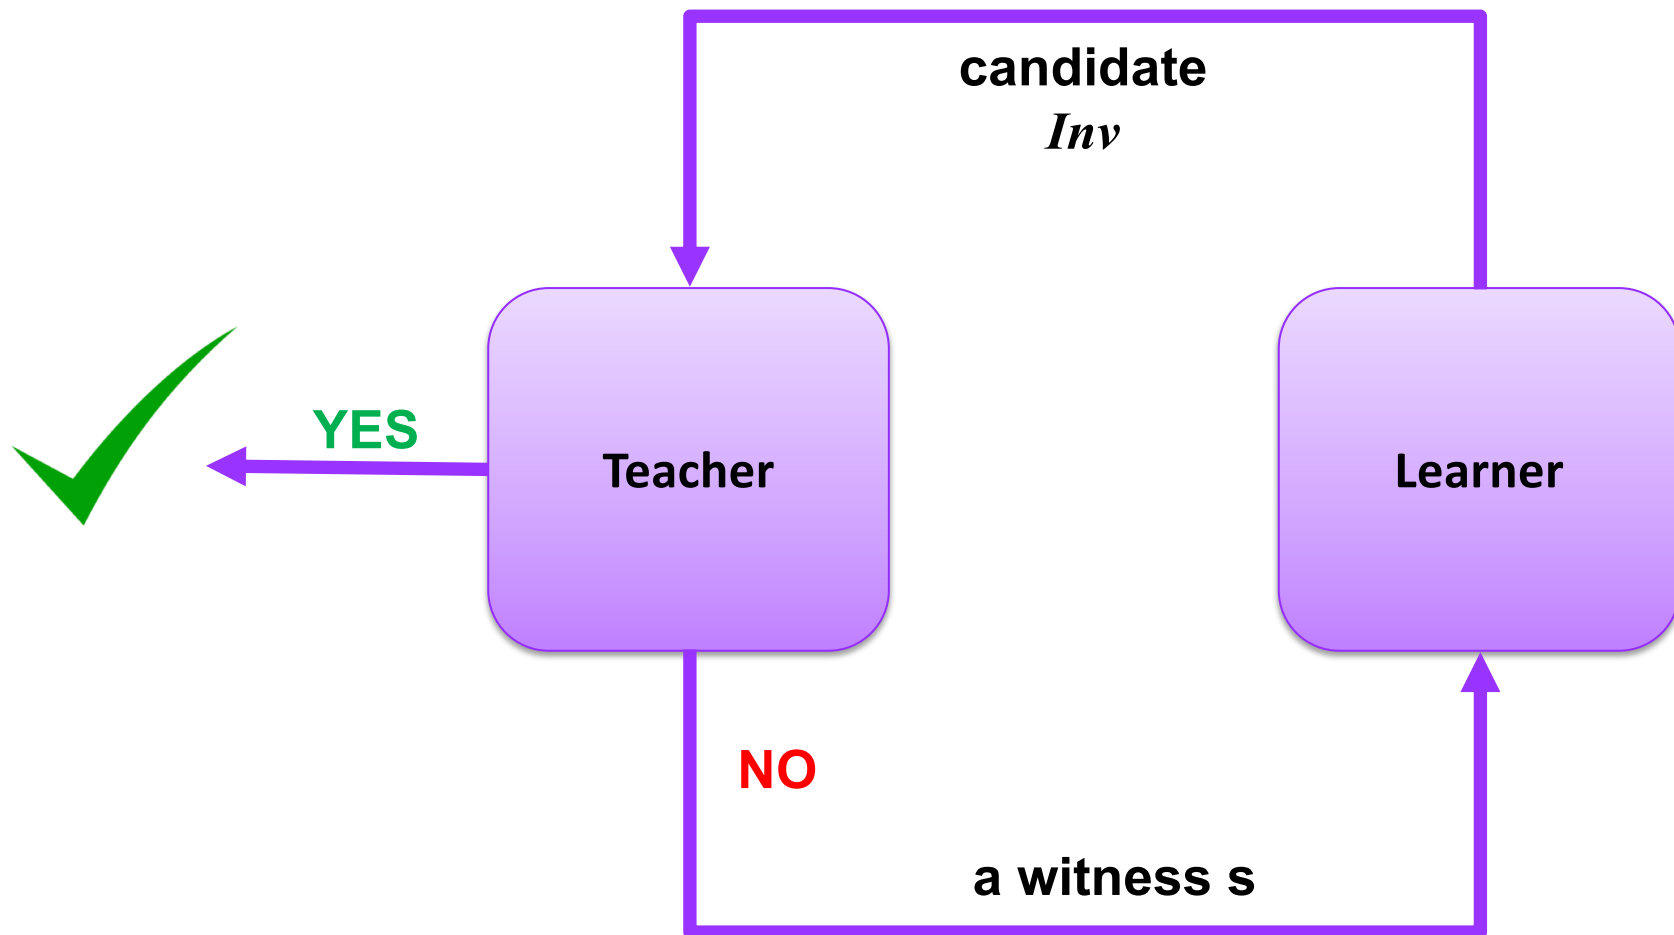 candidate
Inv
YES
Teacher
Learner
NO
a witness s